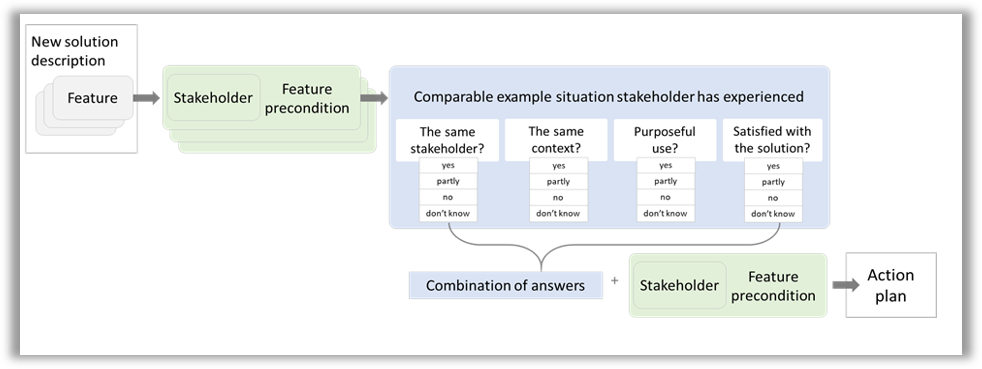 New solution
description
Feature
Stakeholder
Feature
precondition
Comparable example situation stakeholder has experienced
The same
stakeholder?
yes
partly
no
don't know
The same
context?
yes
partly
no
don't know
Purposeful
use?
yes
partly
no
don't know
Satisfied with
the solution?
yes
partly
no
don't know
Combination of answers
+
Stakeholder
Feature
precondition
Action
plan